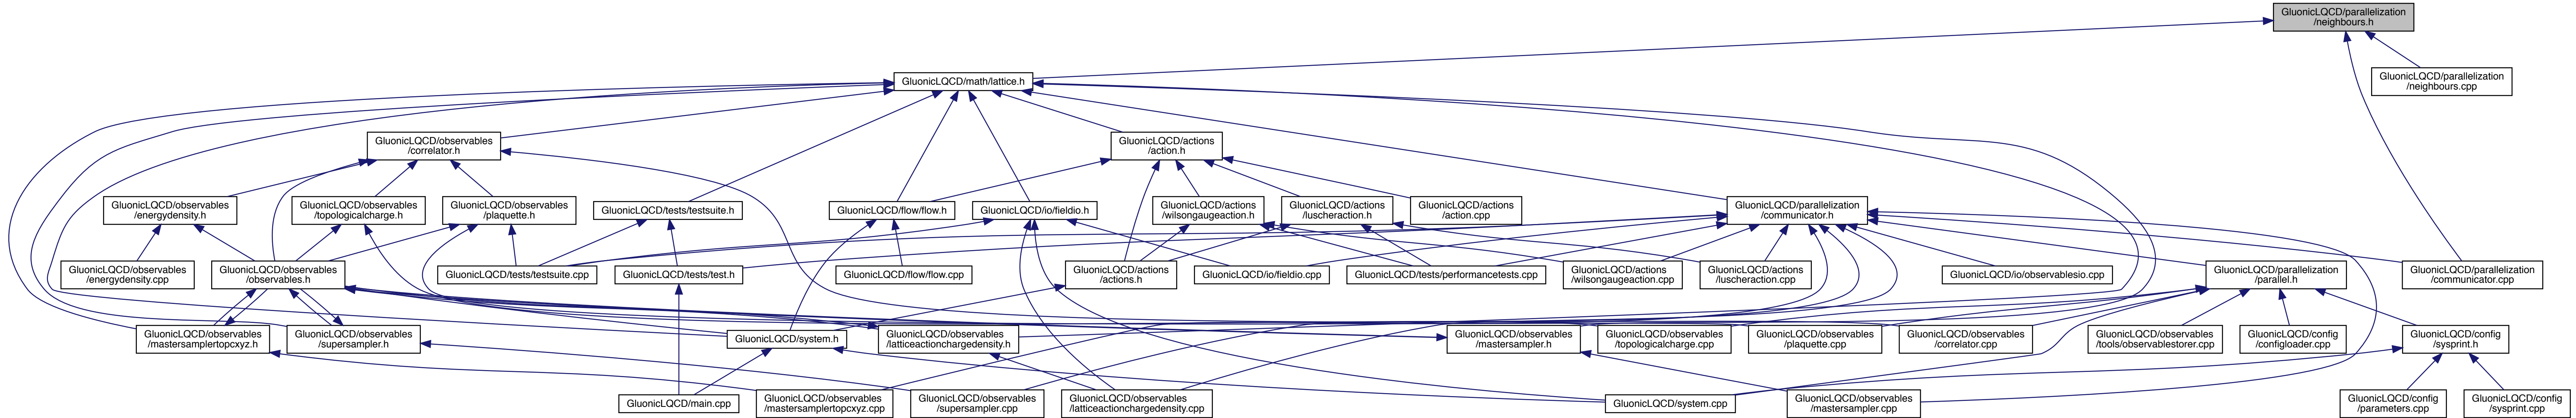 GluonicLQCD/parallelization
/neighbours.h
GluonicLQCD/math/lattice.h
GluonicLQCD/parallelization
/neighbours.cpp
GluonicLQCD/observables
/correlator.h
GluonicLQCD/actions
/action.h
GluonicLQCD/observables
/energydensity.h
GluonicLQCD/observables
/topologicalcharge.h
GluonicLQCD/observables
/plaquette.h
GluonicLQCD/tests/testsuite.h
GluonicLQCD/flow/flow.h
GluonicLQCD/io/fieldio.h
GluonicLQCD/actions
/wilsongaugeaction.h
GluonicLQCD/actions
/luscheraction.h
GluonicLQCD/actions
/action.cpp
GluonicLQCD/parallelization
/communicator.h
GluonicLQCD/observables
/energydensity.cpp
GluonicLQCD/observables
/observables.h
GluonicLQCD/tests/testsuite.cpp
GluonicLQCD/tests/test.h
GluonicLQCD/flow/flow.cpp
GluonicLQCD/actions
/actions.h
GluonicLQCD/io/fieldio.cpp
GluonicLQCD/tests/performancetests.cpp
GluonicLQCD/actions
/wilsongaugeaction.cpp
GluonicLQCD/actions
/luscheraction.cpp
GluonicLQCD/io/observablesio.cpp
GluonicLQCD/parallelization
/parallel.h
GluonicLQCD/parallelization
/communicator.cpp
GluonicLQCD/observables
/mastersamplertopcxyz.h
GluonicLQCD/observables
/supersampler.h
GluonicLQCD/system.h
GluonicLQCD/observables
/latticeactionchargedensity.h
GluonicLQCD/observables
/mastersampler.h
GluonicLQCD/observables
/topologicalcharge.cpp
GluonicLQCD/observables
/plaquette.cpp
GluonicLQCD/observables
/correlator.cpp
GluonicLQCD/observables
/tools/observablestorer.cpp
GluonicLQCD/config
/configloader.cpp
GluonicLQCD/config
/sysprint.h
GluonicLQCD/main.cpp
GluonicLQCD/observables
/mastersamplertopcxyz.cpp
GluonicLQCD/observables
/supersampler.cpp
GluonicLQCD/observables
/latticeactionchargedensity.cpp
GluonicLQCD/system.cpp
GluonicLQCD/observables
/mastersampler.cpp
GluonicLQCD/config
/parameters.cpp
GluonicLQCD/config
/sysprint.cpp